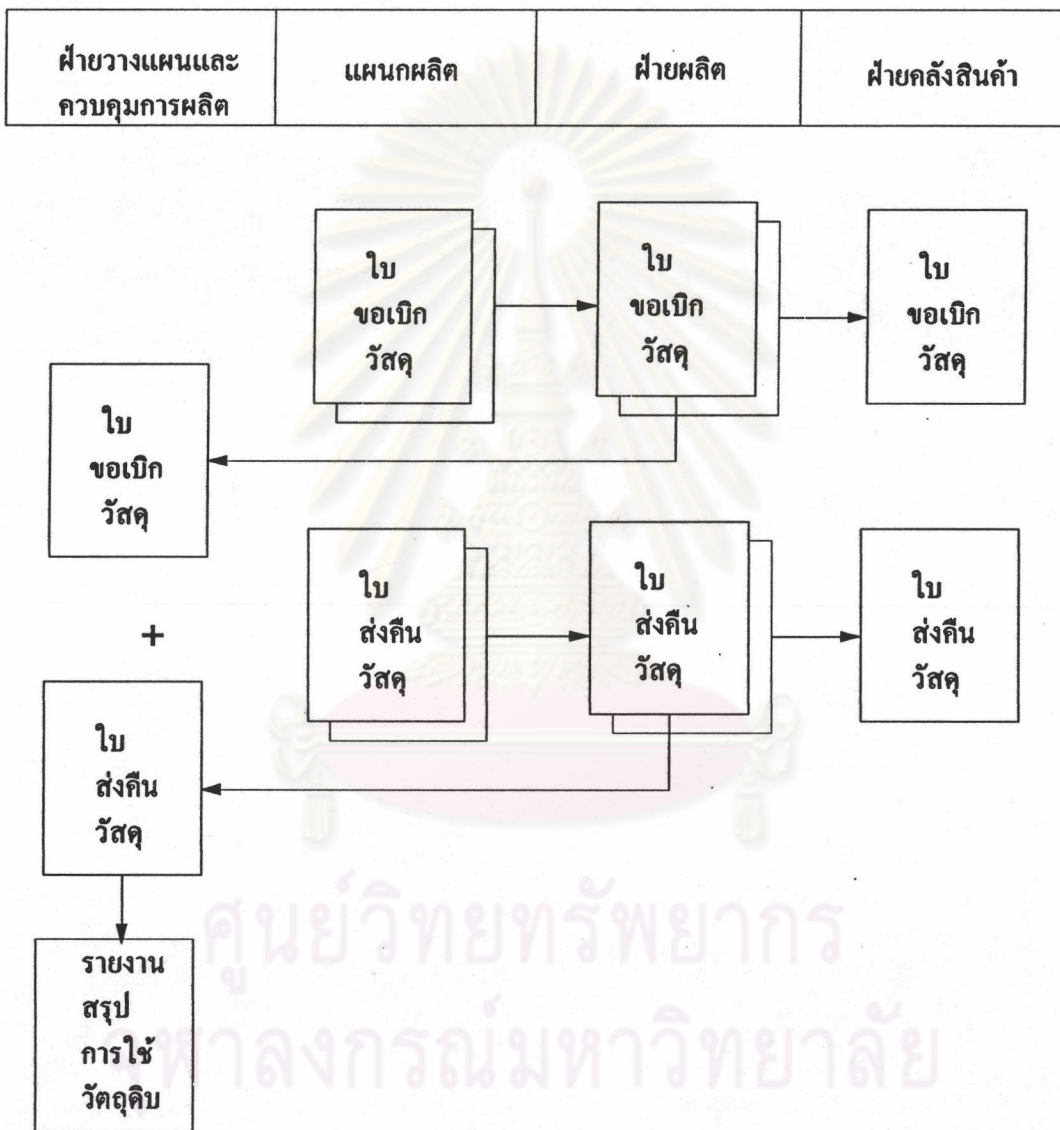 ฝ่ายวางแผนและ
ควบคุมการผลิต
แผนกผลิต
ฝ่ายผลิต
ฝ่ายคลังสินค้า
ใบ
ขอเบิก
วัสดุ
ใบ
ขอเบิก
วัสดุ
ใบ
ขอเบิก
วัสดุ
ใบ
ขอเบิก
วัสดุ
+
ใบ
ส่งคืน
วัสดุ
ใบ
ส่งคืน
วัสดุ
ใบ
ส่งคืน
วัสดุ
ใบ
ส่งคืน
วัสดุ
รายงาน
สรุป
การใช้
วัตถุดิบ
ศูนย์วิทยทรัพยากร
จุฬาลงกรณ์มหาวิทยาลัย